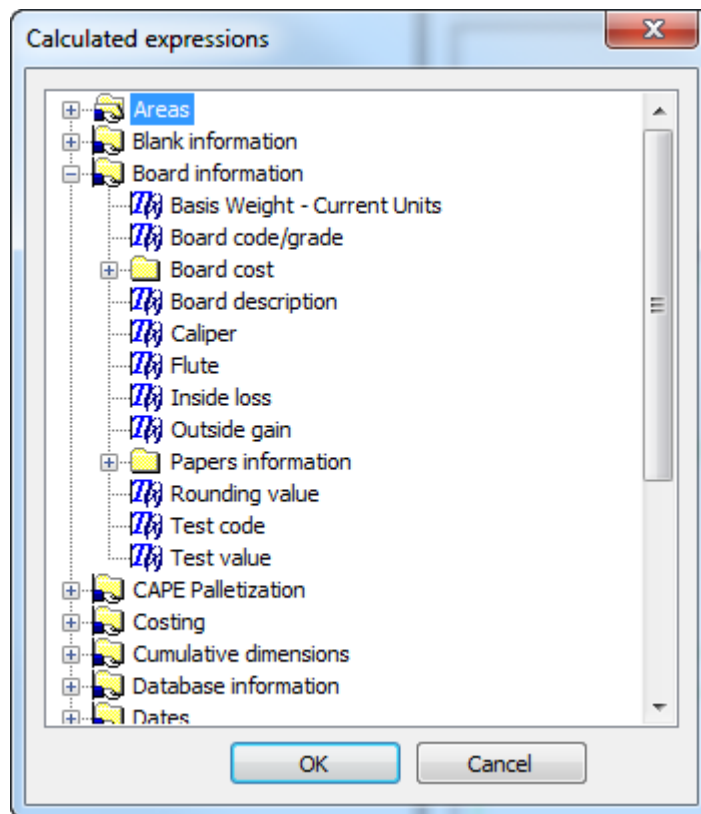 Calculated expressions
Areas
Blank information
Board information
Basis Weight - Current Units
Board code/grade
Board cost
Board description
Caliper
Flute
Inside loss
Outside gain
Papers information
Rounding value
Test code
Test value
CAPE Palletization
Costing
Cumulative dimensions
Database information
Dates
OK Cancel